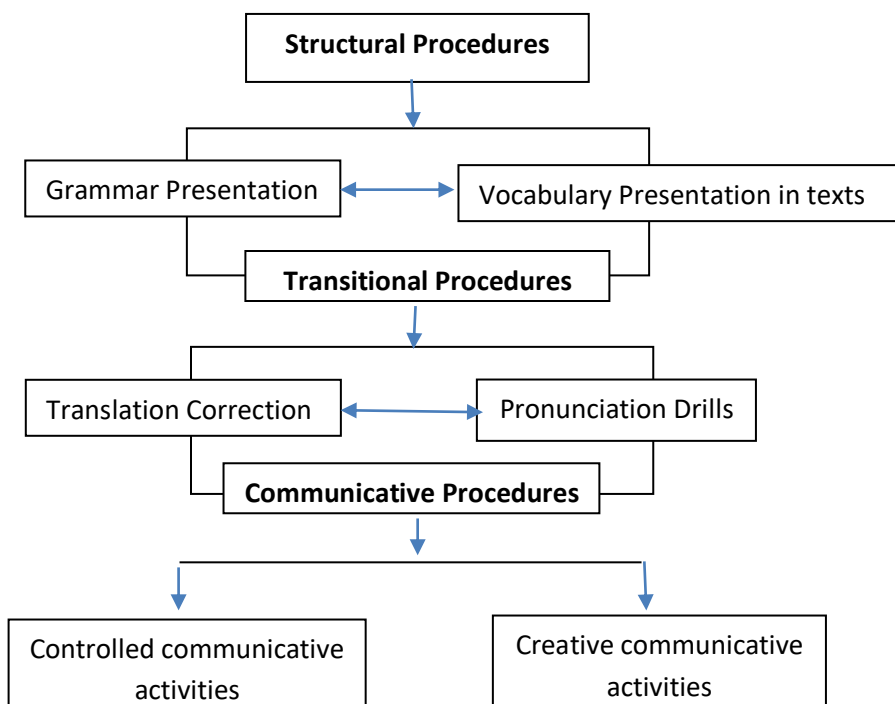 Structural Procedures
Grammar Presentation
Vocabulary Presentation in texts
Transitional Procedures
Translation Correction
Pronunciation Drills
Communicative Procedures
Controlled communicative
activities
Creative communicative
activities